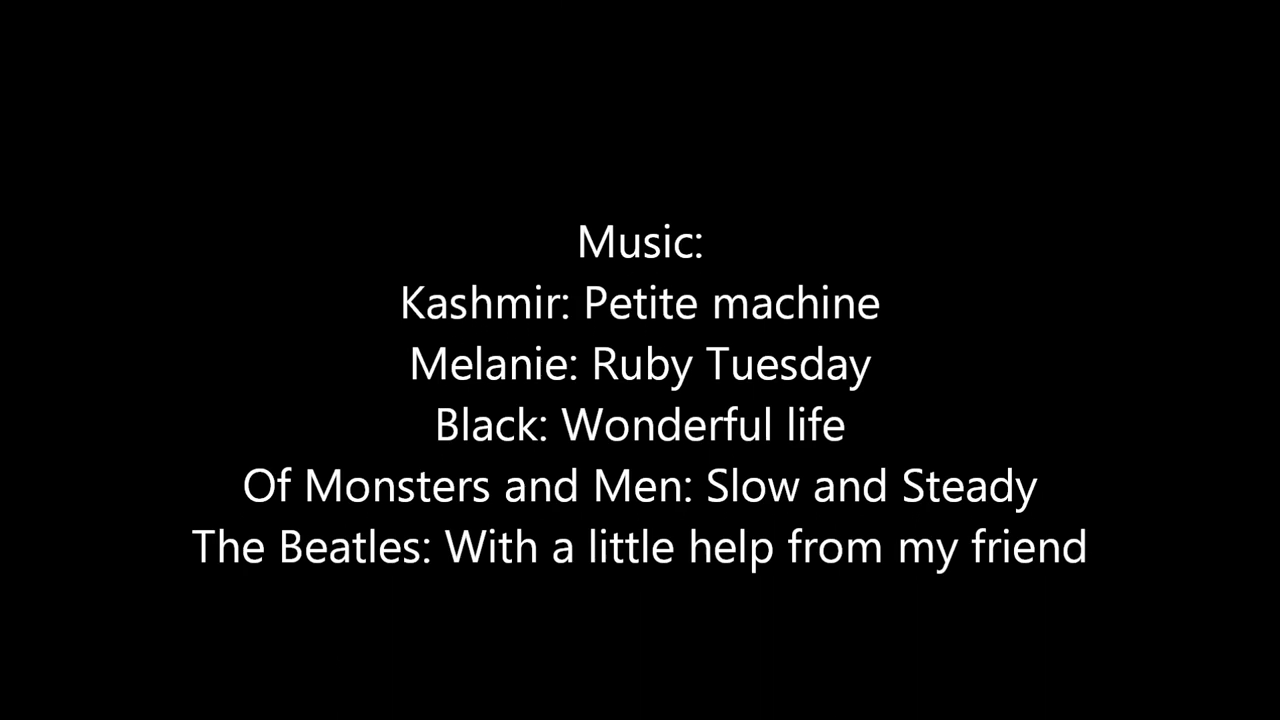 Music:
Kashmir: Petite machine
Melanie: Ruby Tuesday
Black: Wonderful life
Of Monsters and Men: Slow and Steady
The Beatles: With a little help from my friend